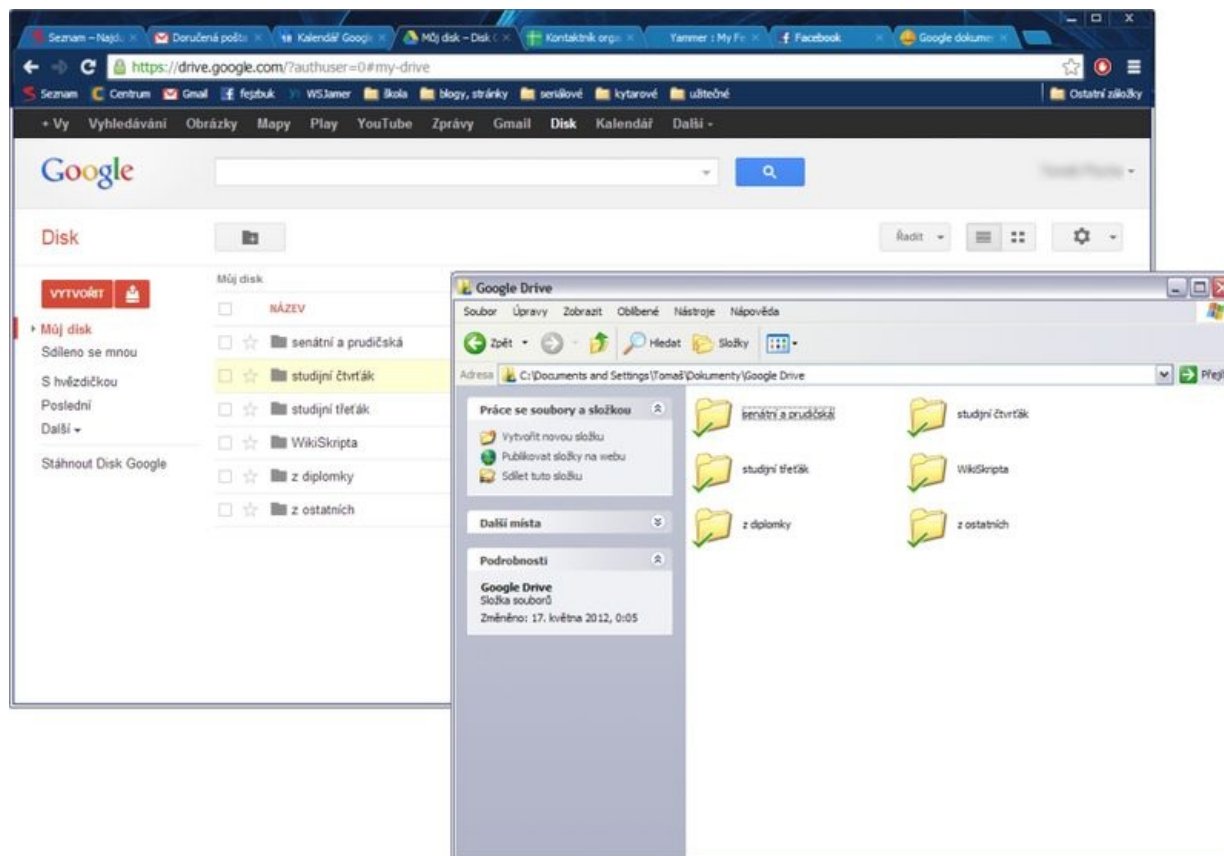 Seznam – Najdu
Doručená pošta
18 Kalendář Google
Můj disk – Disk G
Kontaktník orga
Yammer : My Fe
Facebook
Google dokumen
https://drive.google.com/?authuser=0#my-drive
Seznam Centrum Gmail fejzbuk WSJamer škola blogy, stránky seriálové kytarové užitečné Ostatní záložky
+ Vy Vyhledávání Obrázky Mapy Play YouTube Zprávy Gmail Disk Kalendář Další
Google
Disk
Řadit
VYTVOŘIT
Můj disk
Sdíleno se mnou
S hvězdičkou
Poslední
Další
Stáhnout Disk Google
Můj disk
NÁZEV
senátní a prudičská
studijní čtvrťák
studijní třeťák
WikiSkripta
z diplomky
z ostatních
Google Drive
Soubor Úpravy Zobrazit Oblíbené Nástroje Nápověda
Zpět Hledat Složky
Adresa C:\Documents and Settings\Tomaš\Dokumenty\Google Drive Přejít
Práce se soubory a složkou
Vytvořit novou složku
Publikovat složky na webu
Sdílet tuto složku
Další místa
Podrobnosti
Google Drive
Složka souborů
Změněno: 17. května 2012, 0:05
senátní a prudičská
studijní čtvrťák
studijní třeťák
WikiSkripta
z diplomky
z ostatních